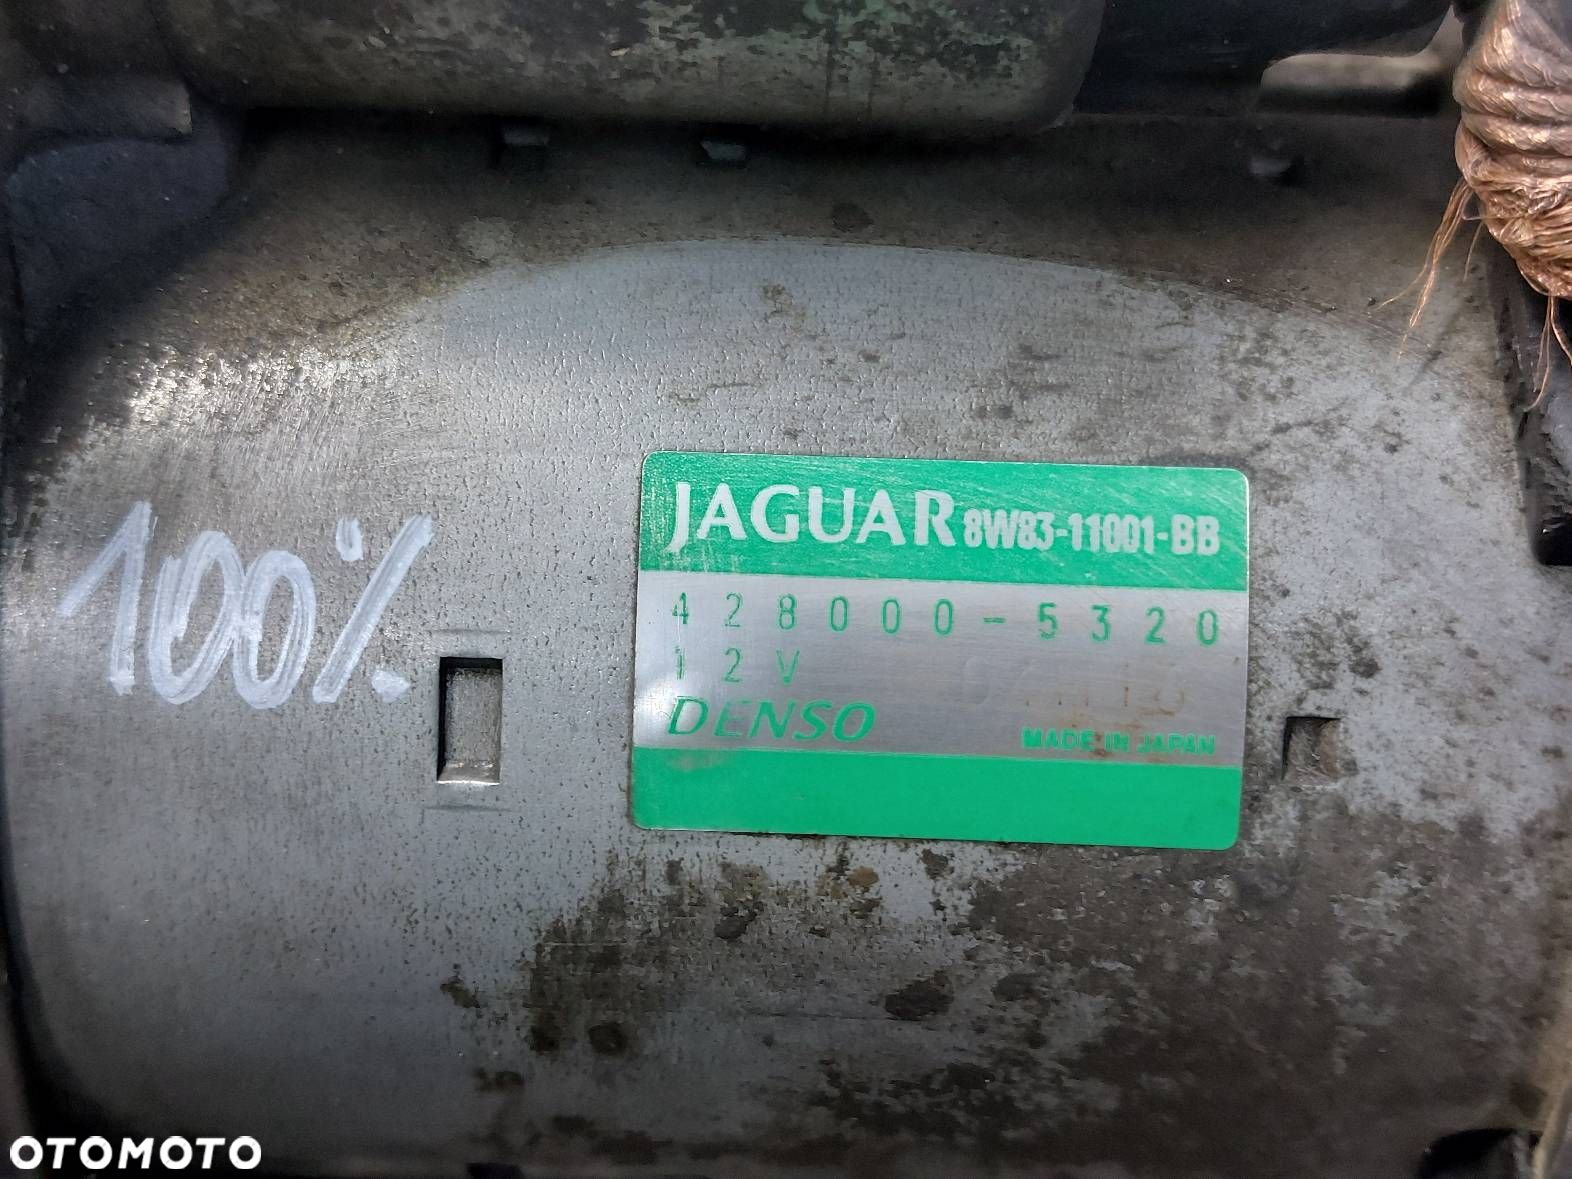 JAGUAR 8W83-11001-BB
428000-5320
12V
DENSO
MADE IN JAPAN
100%
OTOMOTO